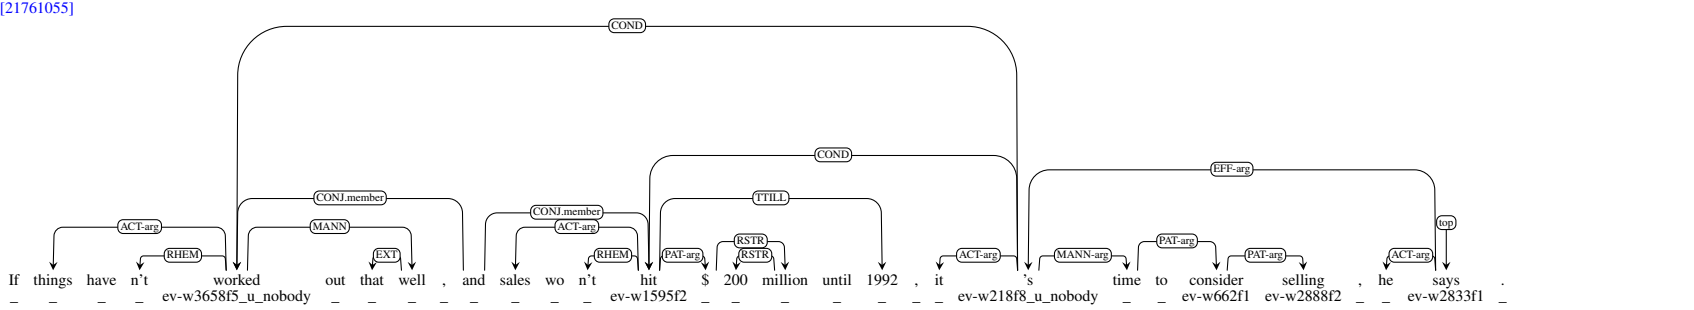 [21761055]
COND
COND
EFF-arg
CONJ.member TTILL
CONJ.member
ACT-arg MANN ACT-arg top
RSTR PAT-arg
RHEM EXT RHEM PAT-arg RSTR ACT-arg MANN-arg PAT-arg ACT-arg
If things have n't worked out that well , and sales wo n't hit $ 200 million until 1992 , it 's time to consider selling , he says .
_ _ _ _ ev-w3658f5_u_nobody _ _ _ _ _ _ _ _ ev-w1595f2 _ _ _ _ _ _ _ ev-w218f8_u_nobody _ _ ev-w662f1 ev-w2888f2 _ _ ev-w2833f1 _